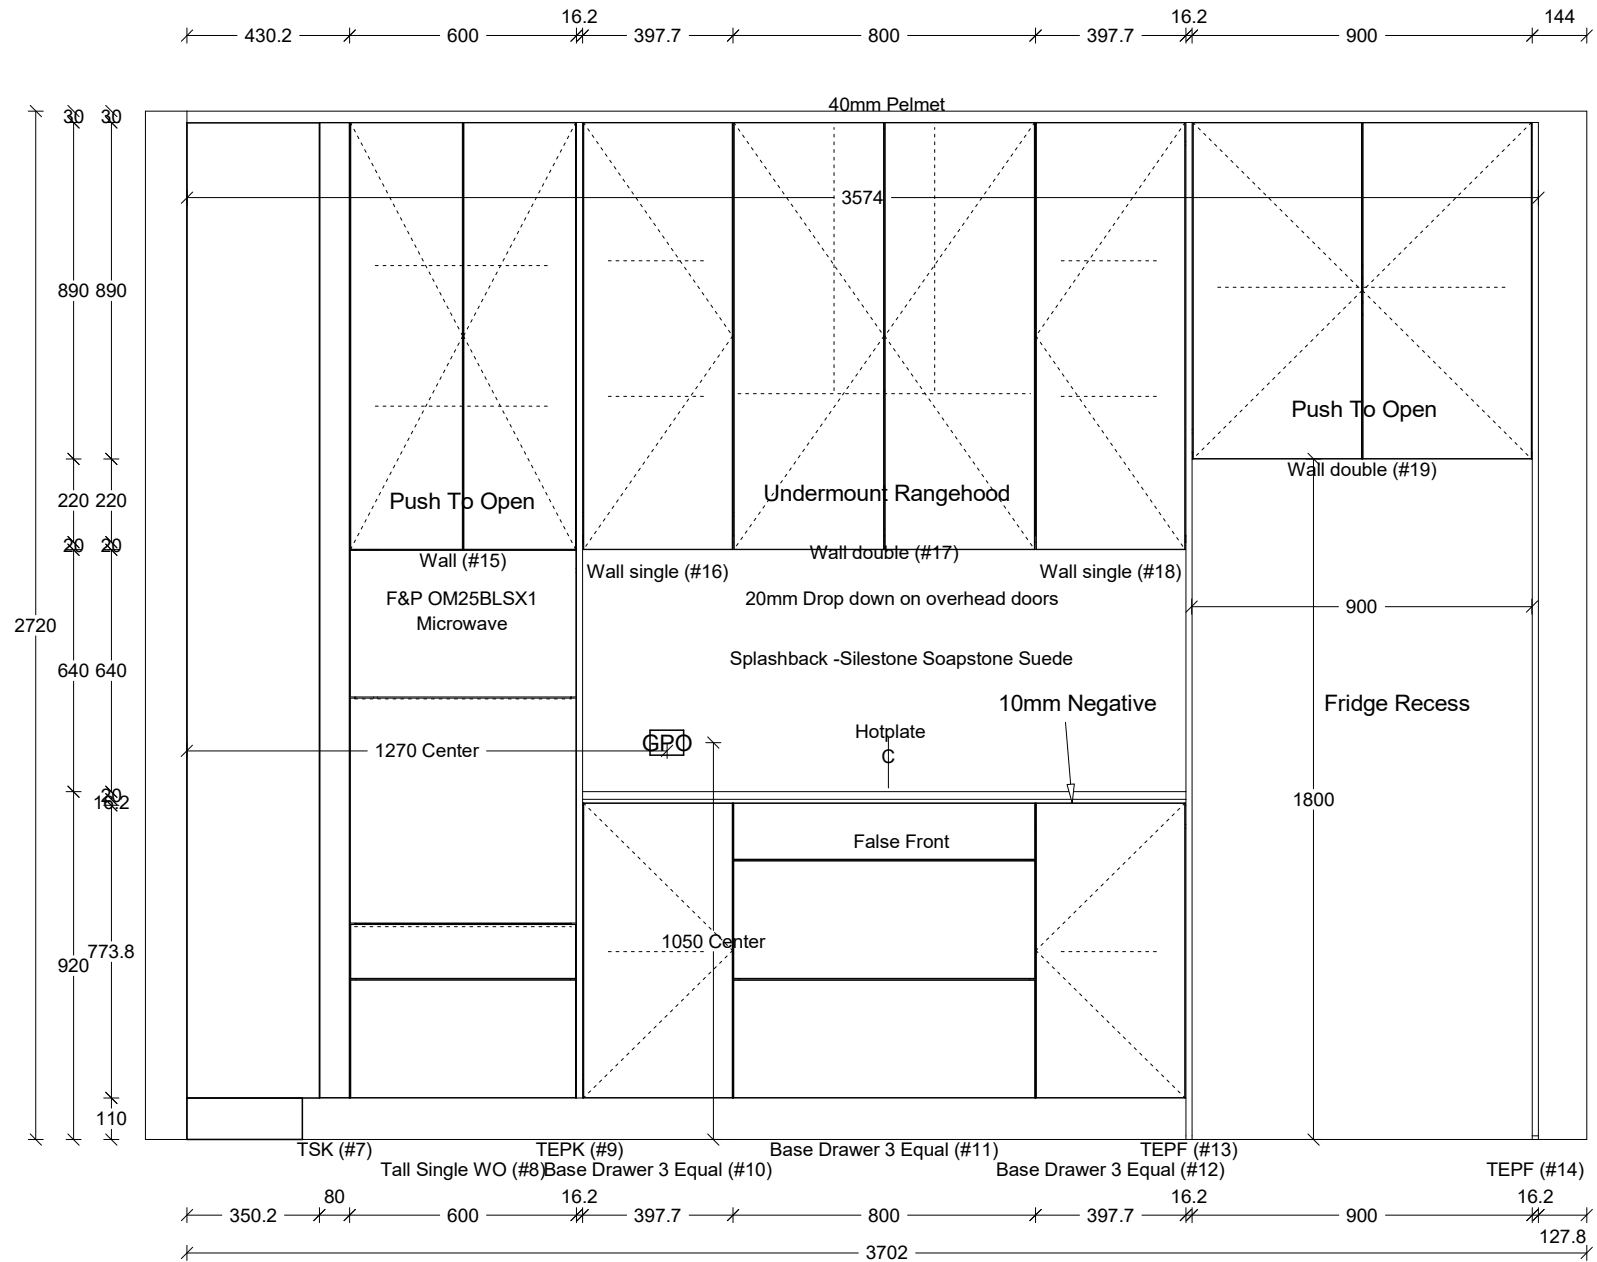 16.2 16.2 144
430.2 600 397.7 800 397.7 900
40mm Pelmet
30 30
3574
890 890
Push To Open
Wall double (#19)
220 220
Push To Open
Undermount Rangehood
20 20
Wall (#15)
Wall double (#17)
Wall single (#16)
Wall single (#18)
F&P OM25BLSX1
Microwave
20mm Drop down on overhead doors
900
2720
640 640
Splashback -Silestone Soapstone Suede
10mm Negative
Fridge Recess
GPO
Hotplate
C
1270 Center
20
16.2
1800
False Front
1050 Center
773.8
920
110
TSK (#7) TEPK (#9) Base Drawer 3 Equal (#11) TEPF (#13)
Tall Single WO (#8) Base Drawer 3 Equal (#10) Base Drawer 3 Equal (#12) TEPF (#14)
80 16.2 16.2 16.2
350.2 600 397.7 800 397.7 900
127.8
3702